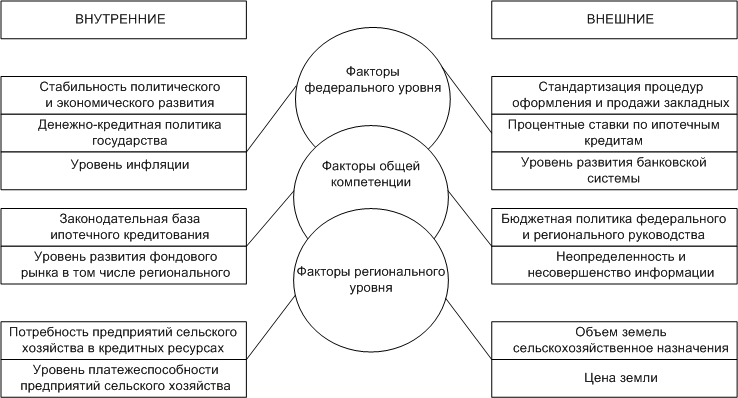 ВНУТРЕННИЕ
ВНЕШНИЕ
Факторы
федерального уровня
Стабильность политического
и экономического развития
Денежно-кредитная политика
государства
Уровень инфляции
Стандартизация процедур
оформления и продажи закладных
Процентные ставки по ипотечным
кредитам
Уровень развития банковской
системы
Факторы общей
компетенции
Законодательная база
ипотечного кредитования
Уровень развития фондового
рынка в том числе регионального
Бюджетная политика федерального
и регионального руководства
Неопределенность и
несовершенство информации
Факторы регионального
уровня
Потребность предприятий сельского
хозяйства в кредитных ресурсах
Уровень платежеспособности
предприятий сельского хозяйства
Объем земель
сельскохозяйственное назначения
Цена земли